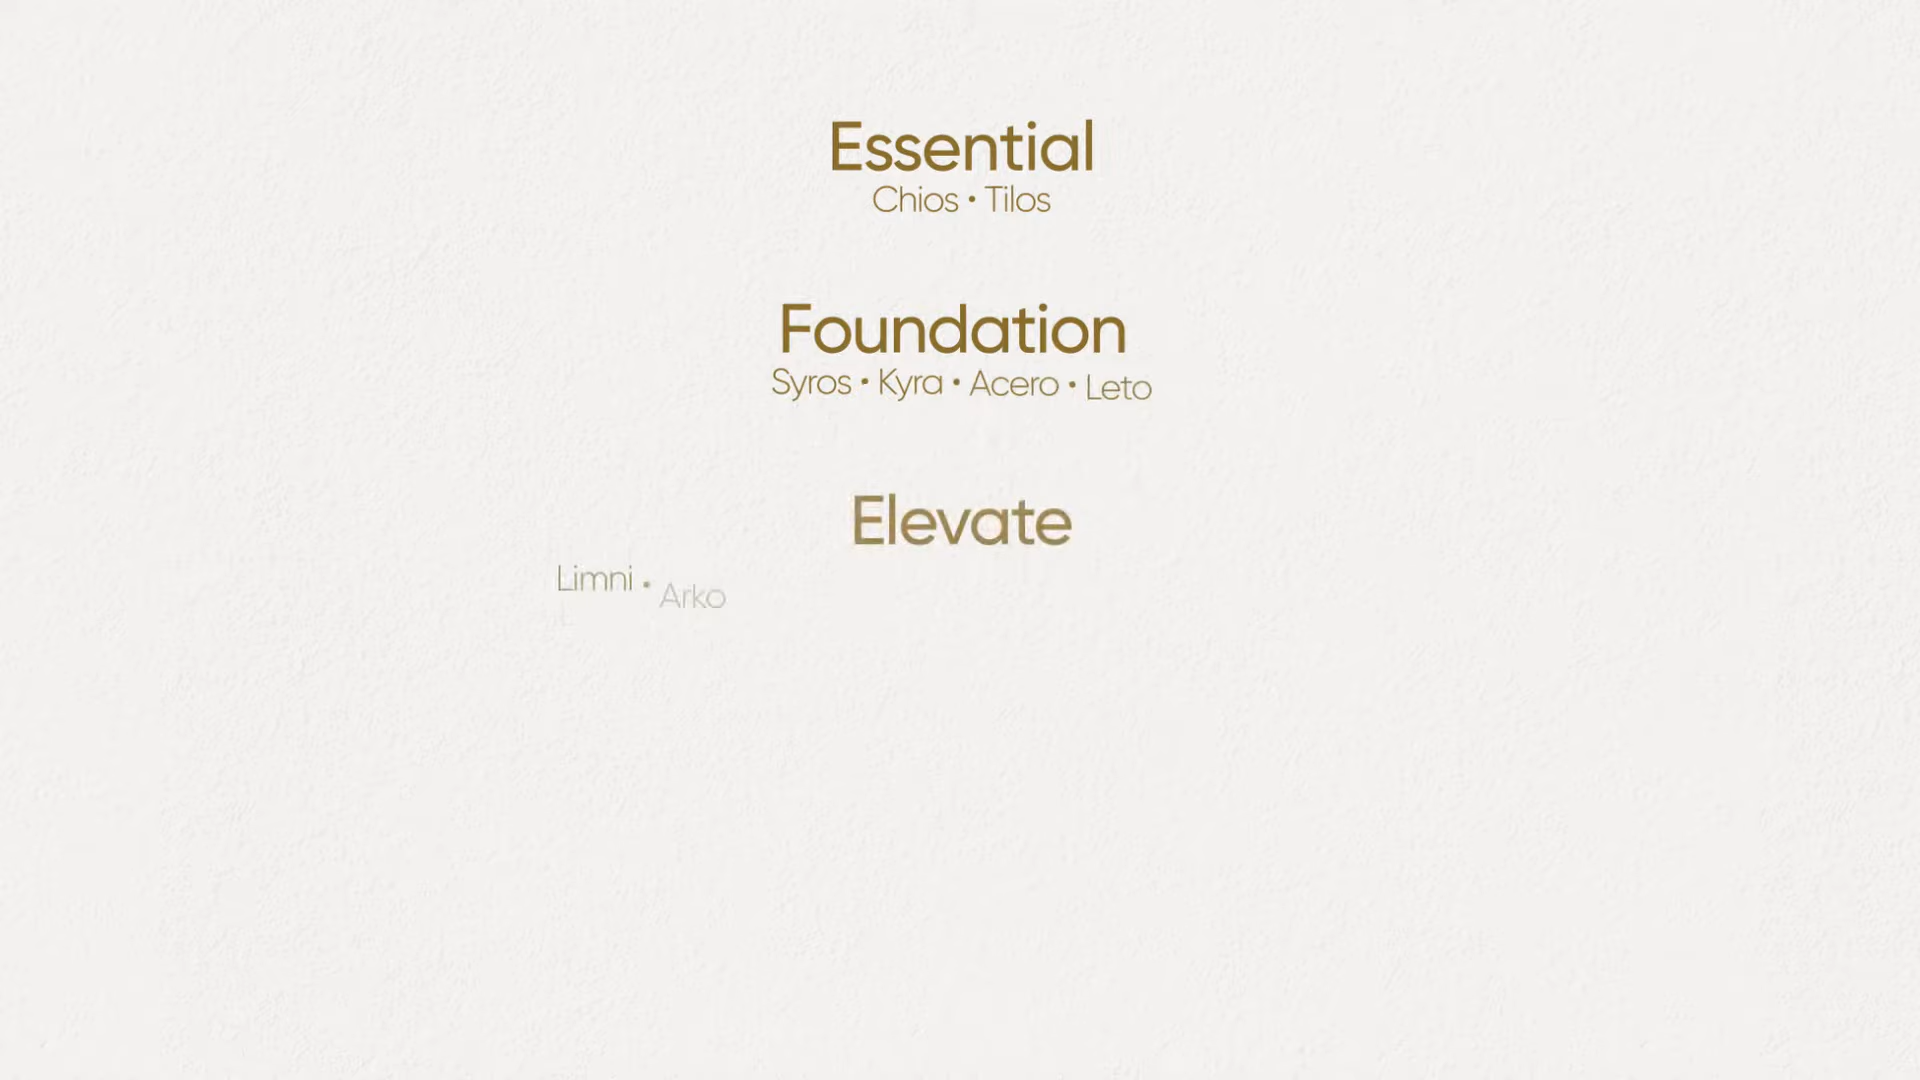 Essential
Chios • Tilos
Foundation
Syros • Kyra • Acero • Leto
Elevate
Limni • Arko